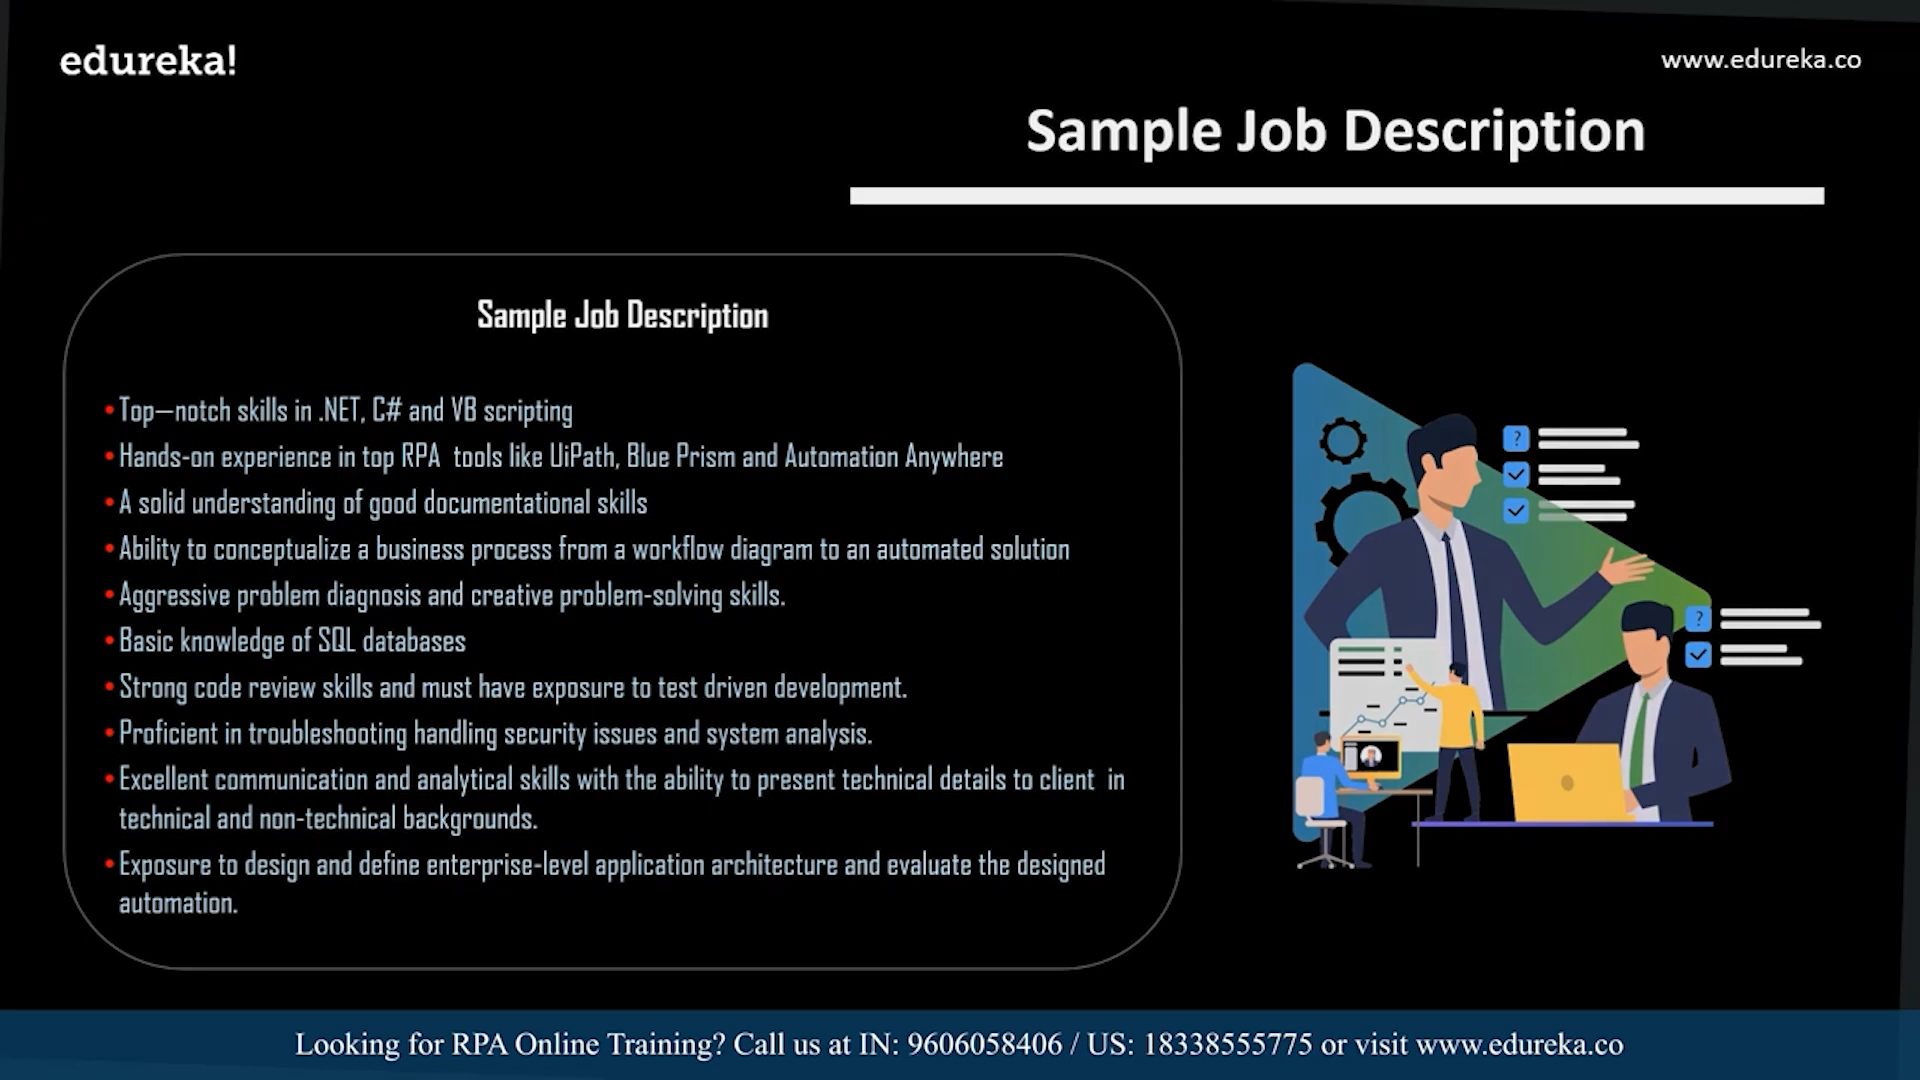 edureka!
www.edureka.co
Sample Job Description
Sample Job Description
•Top—notch skills in .NET, C# and VB scripting
•Hands-on experience in top RPA  tools like UiPath, Blue Prism and Automation Anywhere
•A solid understanding of good documentational skills
•Ability to conceptualize a business process from a workflow diagram to an automated solution
•Aggressive problem diagnosis and creative problem-solving skills.
•Basic knowledge of SQL databases
•Strong code review skills and must have exposure to test driven development.
•Proficient in troubleshooting handling security issues and system analysis.
•Excellent communication and analytical skills with the ability to present technical details to client  in
technical and non-technical backgrounds.
•Exposure to design and define enterprise-level application architecture and evaluate the designed
automation.
?
?
Looking for RPA Online Training? Call us at IN: 9606058406 / US: 18338555775 or visit www.edureka.co